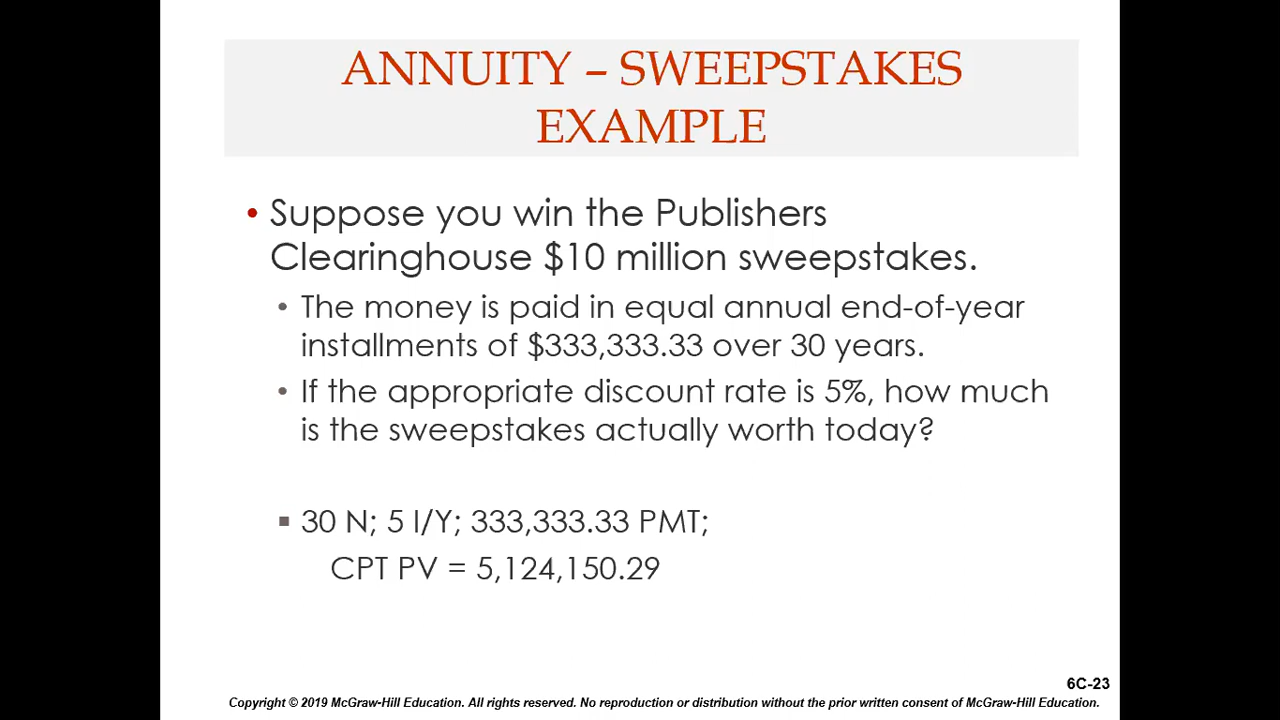 ANNUITY – SWEEPSTAKES
EXAMPLE
• Suppose you win the Publishers
Clearinghouse $10 million sweepstakes.
• The money is paid in equal annual end-of-year
installments of $333,333.33 over 30 years.
• If the appropriate discount rate is 5%, how much
is the sweepstakes actually worth today?
▪ 30 N; 5 I/Y; 333,333.33 PMT;
CPT PV = 5,124,150.29
6C-23
Copyright © 2019 McGraw-Hill Education. All rights reserved. No reproduction or distribution without the prior written consent of McGraw-Hill Education.